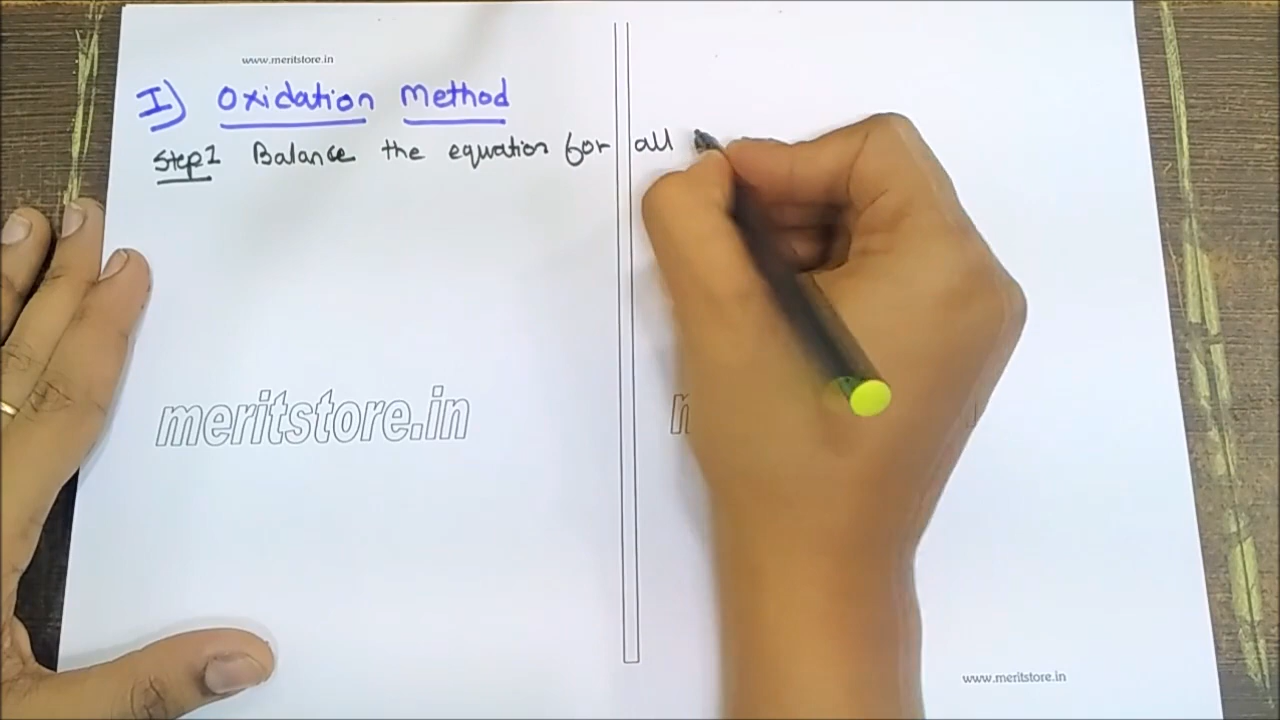 www.meritstore.in
I) Oxidation Method
Step1 Balance the equation for all
meritstore.in
www.meritstore.in